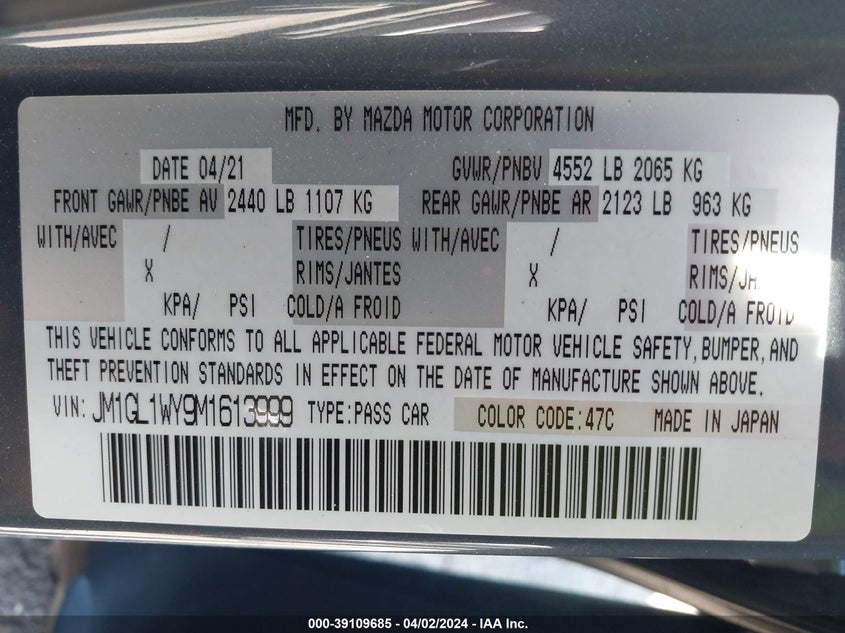 MFD. BY MAZDA MOTOR CORPORATION
DATE 04/21 GVWR/PNBV 4552 LB 2065 KG
FRONT GAWR/PNBE AV 2440 LB 1107 KG REAR GAWR/PNBE AR 2123 LB 963 KG
WITH/AVEC / TIRES/PNEUS WITH/AVEC / TIRES/PNEUS
X RIMS/JANTES X
KPA/ PSI COLD/A FROID KPA/ PSI COLD/A FROID
THIS VEHICLE CONFORMS TO ALL APPLICABLE FEDERAL MOTOR VEHICLE SAFETY, BUMPER, AND
THEFT PREVENTION STANDARDS IN EFFECT ON THE DATE OF MANUFACTURE SHOWN ABOVE.
VIN: JM1GL1WY9M1613999 TYPE:PASS CAR COLOR CODE:47C MADE IN JAPAN
000-39109685 - 04/02/2024 - IAA Inc.